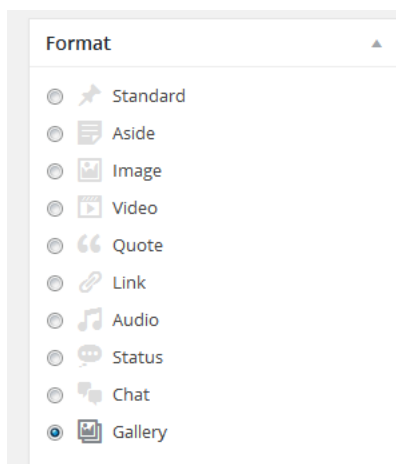 Format
Standard
Aside
Image
Video
Quote
Link
Audio
Status
Chat
Gallery